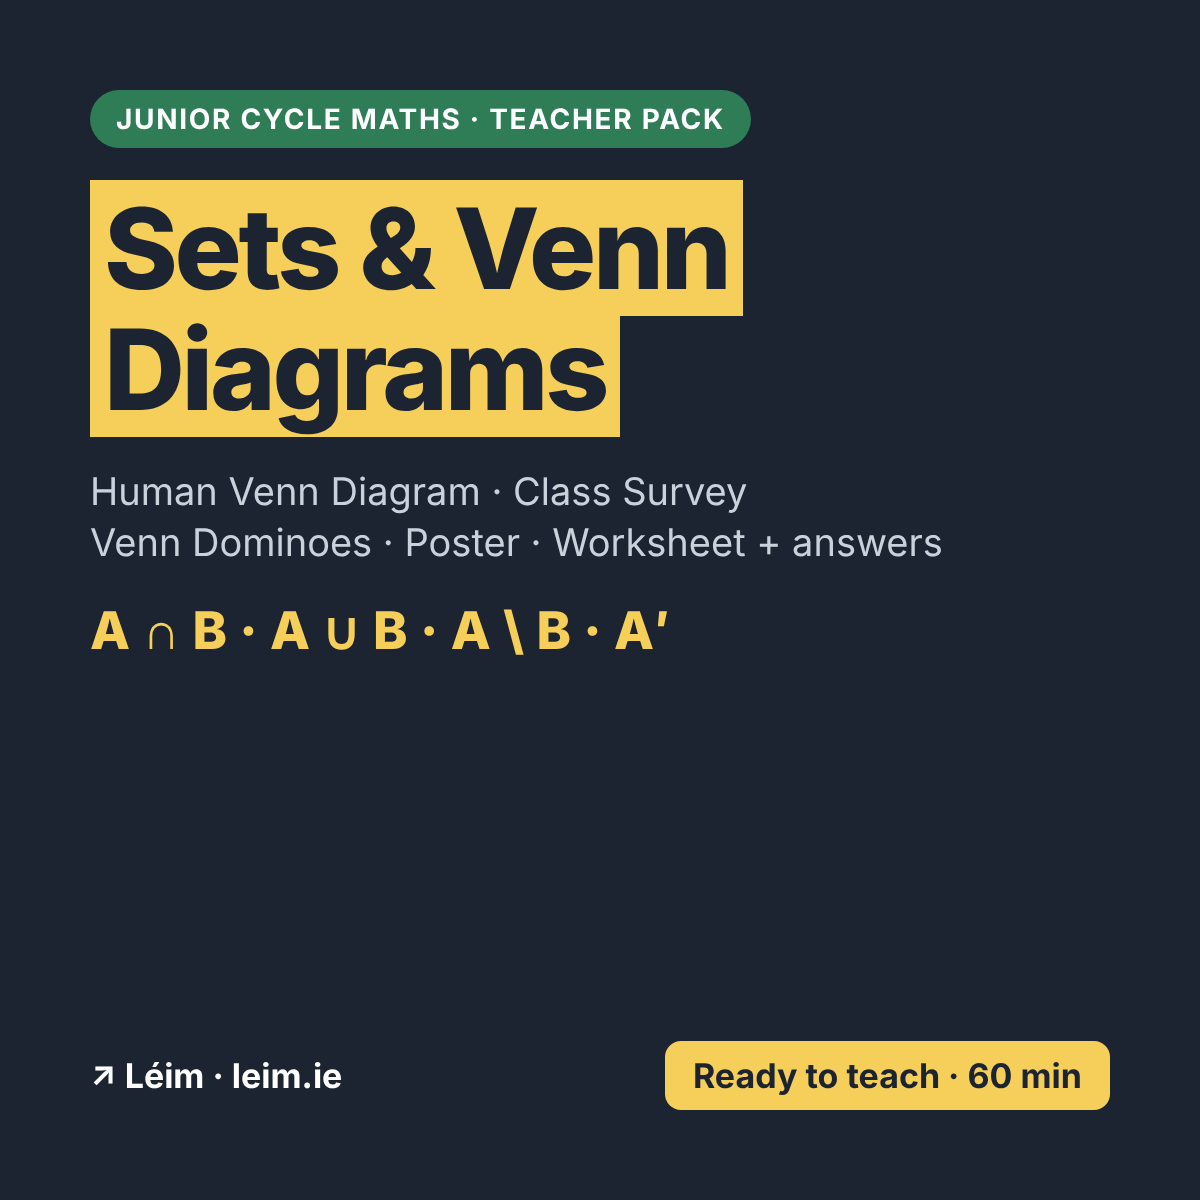 JUNIOR CYCLE MATHS · TEACHER PACK
Sets & Venn
Diagrams
Human Venn Diagram · Class Survey
Venn Dominoes · Poster · Worksheet + answers
A ∩ B · A ∪ B · A \ B · A′
↗ Léim · leim.ie
Ready to teach · 60 min